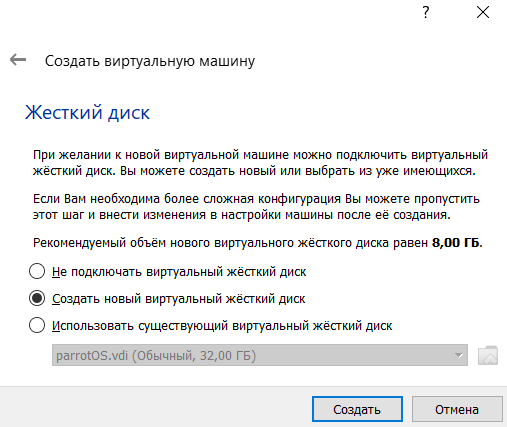 ?
Создать виртуальную машину
Жесткий диск
При желании к новой виртуальной машине можно подключить виртуальный
жёсткий диск. Вы можете создать новый или выбрать из уже имеющихся.
Если Вам необходима более сложная конфигурация Вы можете пропустить
этот шаг и внести изменения в настройки машины после её создания.
Рекомендуемый объём нового виртуального жёсткого диска равен 8,00 ГБ.
Не подключать виртуальный жёсткий диск
Создать новый виртуальный жёсткий диск
Использовать существующий виртуальный жёсткий диск
parrotOS.vdi (Обычный, 32,00 ГБ)
Создать
Отмена